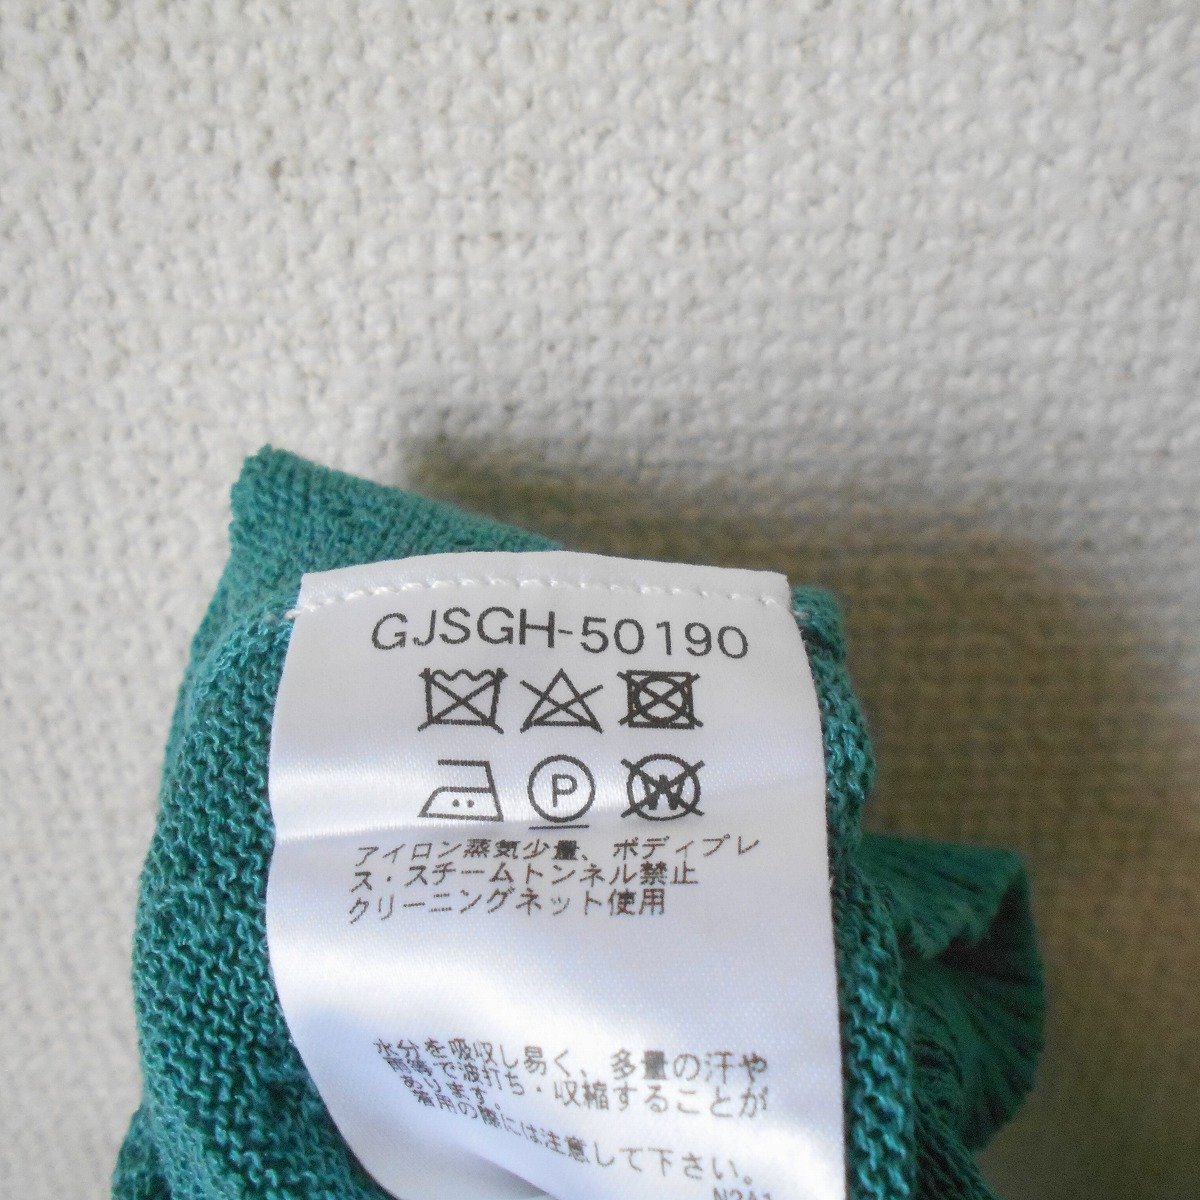 GJSGH-50190
P
W
アイロン蒸気少量、ボディプレ
ス・スチームトンネル禁止
クリーニングネット使用
水分を吸収し易く、多量の汗や
雨等で波打ち・収縮することが
あります。
着用の際には注意して下さい。
N2A1